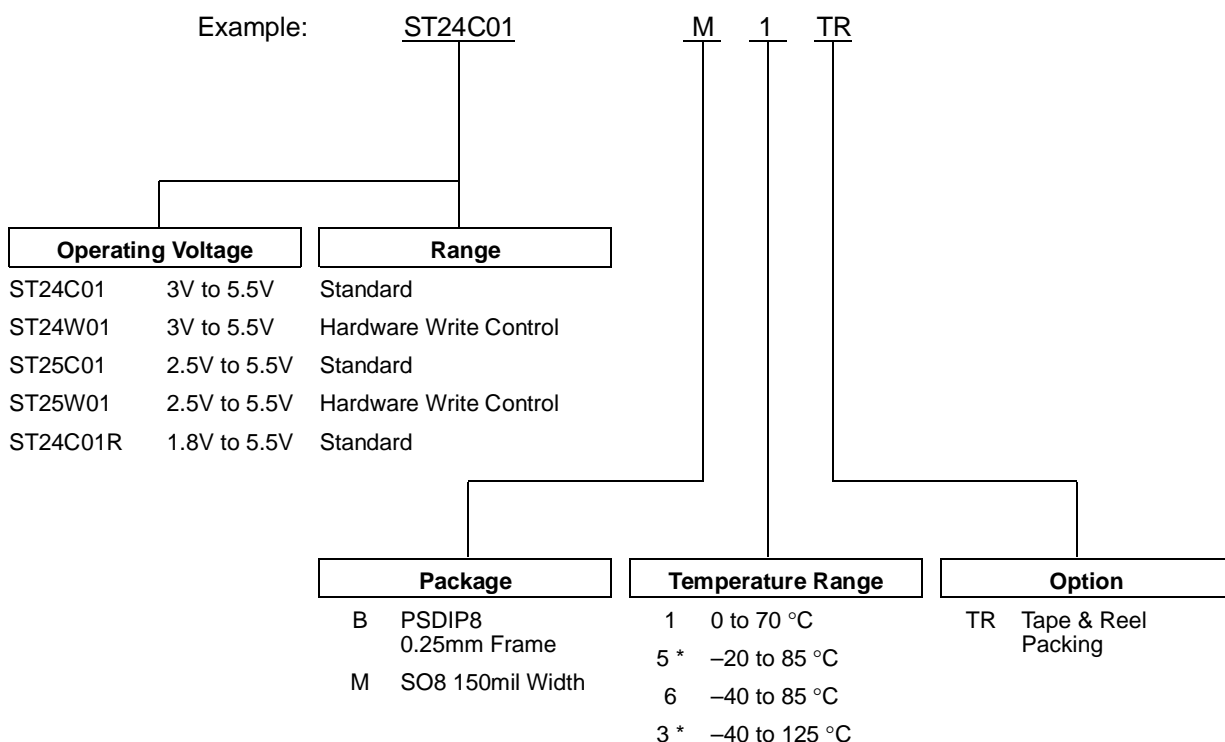 Example: ST24C01 M 1 TR
Operating Voltage Range
ST24C01 3V to 5.5V Standard
ST24W01 3V to 5.5V Hardware Write Control
ST25C01 2.5V to 5.5V Standard
ST25W01 2.5V to 5.5V Hardware Write Control
ST24C01R 1.8V to 5.5V Standard
Package
B PSDIP8
0.25mm Frame
M SO8 150mil Width
Temperature Range
1 0 to 70 °C
5 * –20 to 85 °C
6 –40 to 85 °C
3 * –40 to 125 °C
Option
TR Tape & Reel
Packing